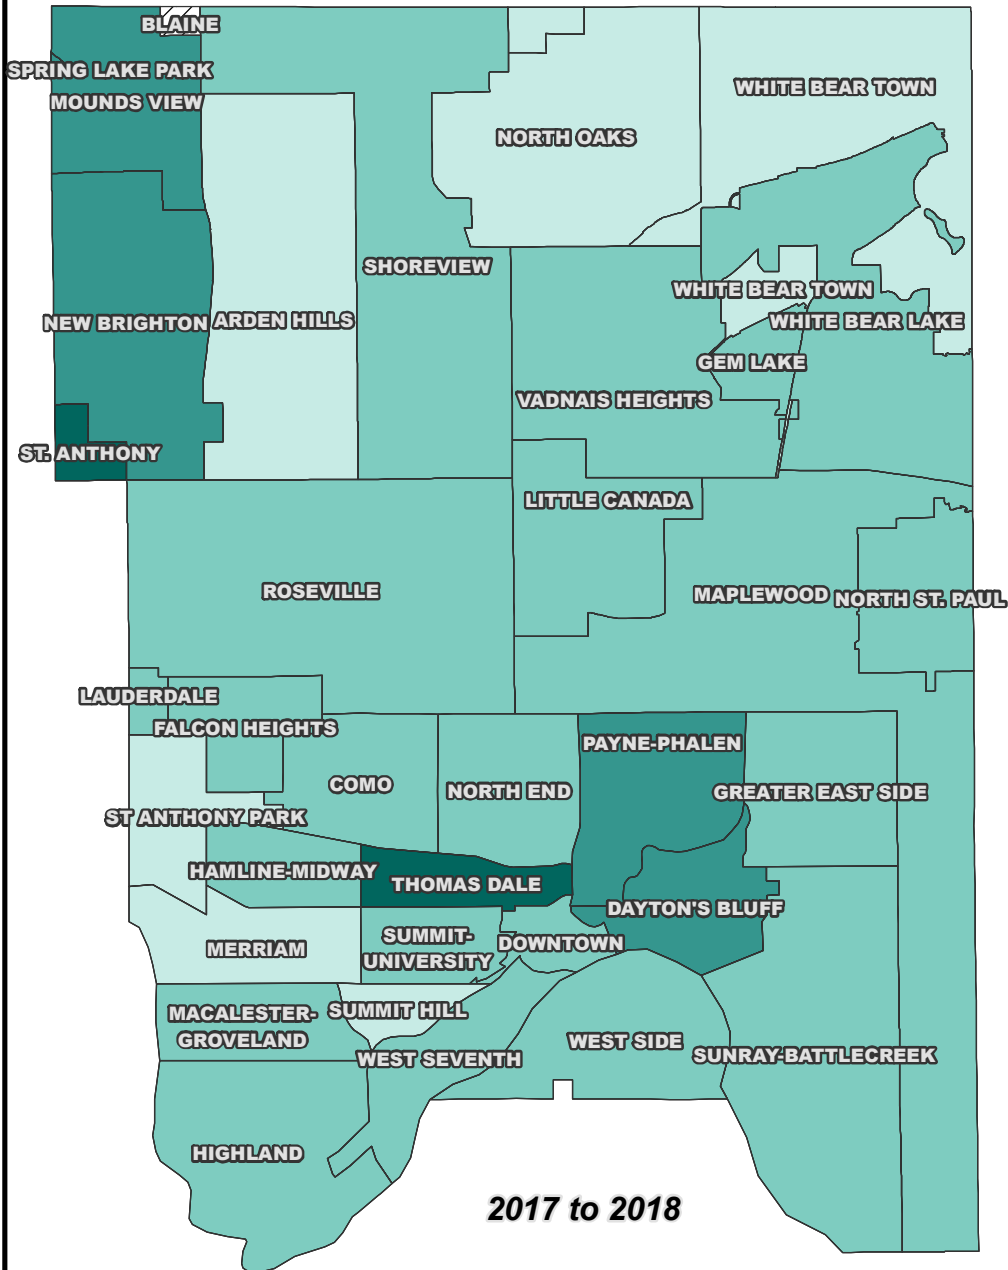 BLAINE
SPRING LAKE PARK
MOUNDS VIEW
WHITE BEAR TOWN
NORTH OAKS
SHOREVIEW
WHITE BEAR TOWN
NEW BRIGHTON
ARDEN HILLS
WHITE BEAR LAKE
GEM LAKE
VADNAIS HEIGHTS
ST. ANTHONY
LITTLE CANADA
ROSEVILLE
MAPLEWOOD
NORTH ST. PAUL
LAUDERDALE
FALCON HEIGHTS
PAYNE-PHALEN
COMO
NORTH END
GREATER EAST SIDE
ST ANTHONY PARK
HAMLINE-MIDWAY
THOMAS DALE
DAYTON'S BLUFF
MERRIAM
SUMMIT-
UNIVERSITY
DOWNTOWN
MACALESTER-
GROVELAND
SUMMIT HILL
WEST SEVENTH
WEST SIDE
SUNRAY-BATTLECREEK
HIGHLAND
2017 to 2018